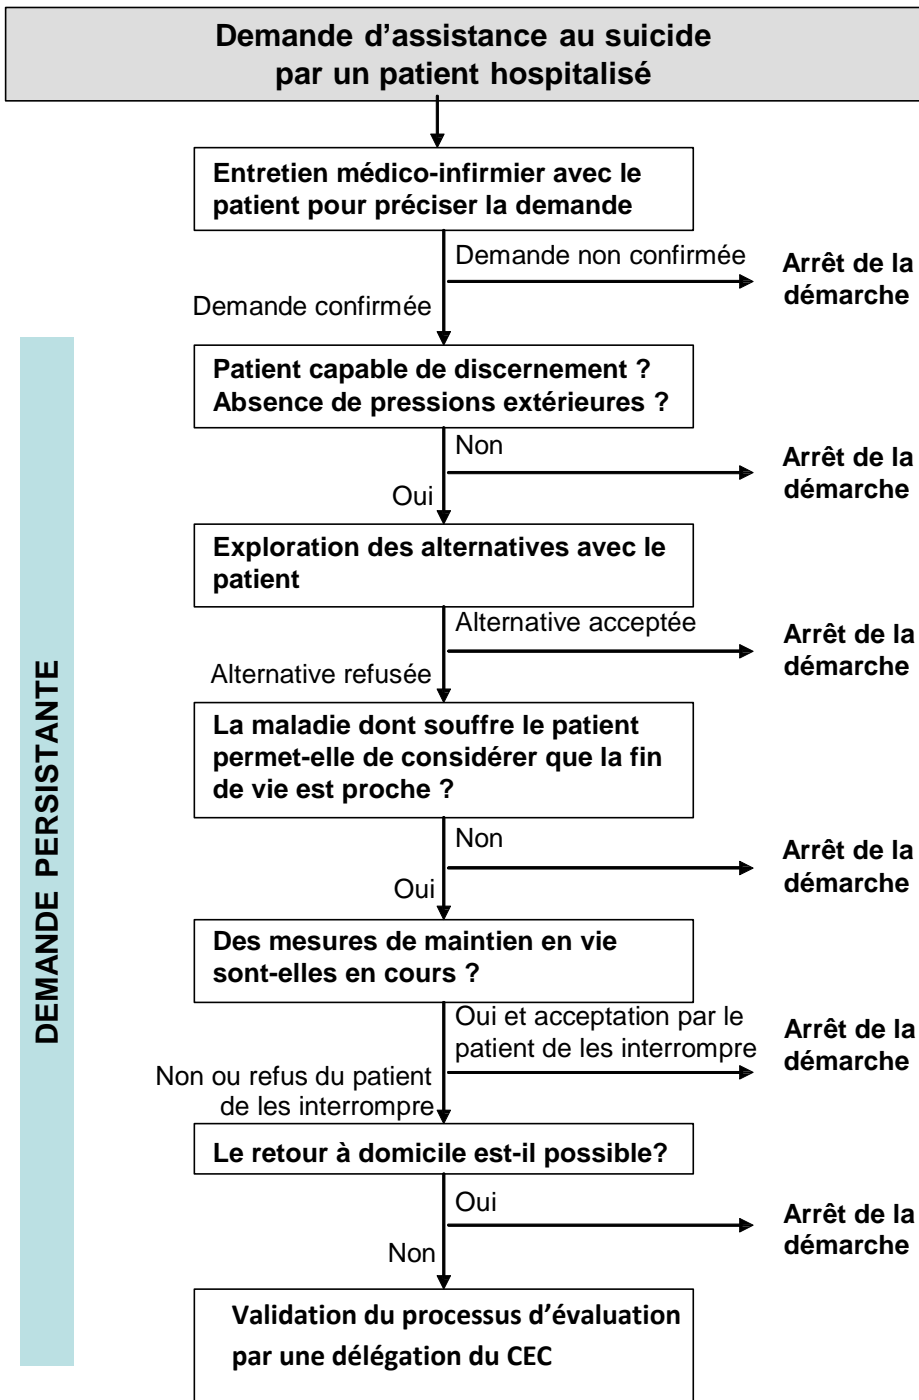 Demande d’assistance au suicide
par un patient hospitalisé
Entretien médico-infirmier avec le
patient pour préciser la demande
Demande non confirmée
Arrêt de la
démarche
Demande confirmée
Patient capable de discernement ?
Absence de pressions extérieures ?
Non
Arrêt de la
démarche
Oui
Exploration des alternatives avec le
patient
Alternative acceptée
Arrêt de la
démarche
Alternative refusée
La maladie dont souffre le patient
permet-elle de considérer que la fin
de vie est proche ?
Non
Arrêt de la
démarche
Oui
Des mesures de maintien en vie
sont-elles en cours ?
Oui et acceptation par le
patient de les interrompre
Arrêt de la
démarche
Non ou refus du patient
de les interrompre
Le retour à domicile est-il possible?
Oui
Arrêt de la
démarche
Non
Validation du processus d’évaluation
par une délégation du CEC
DEMANDE PERSISTANTE